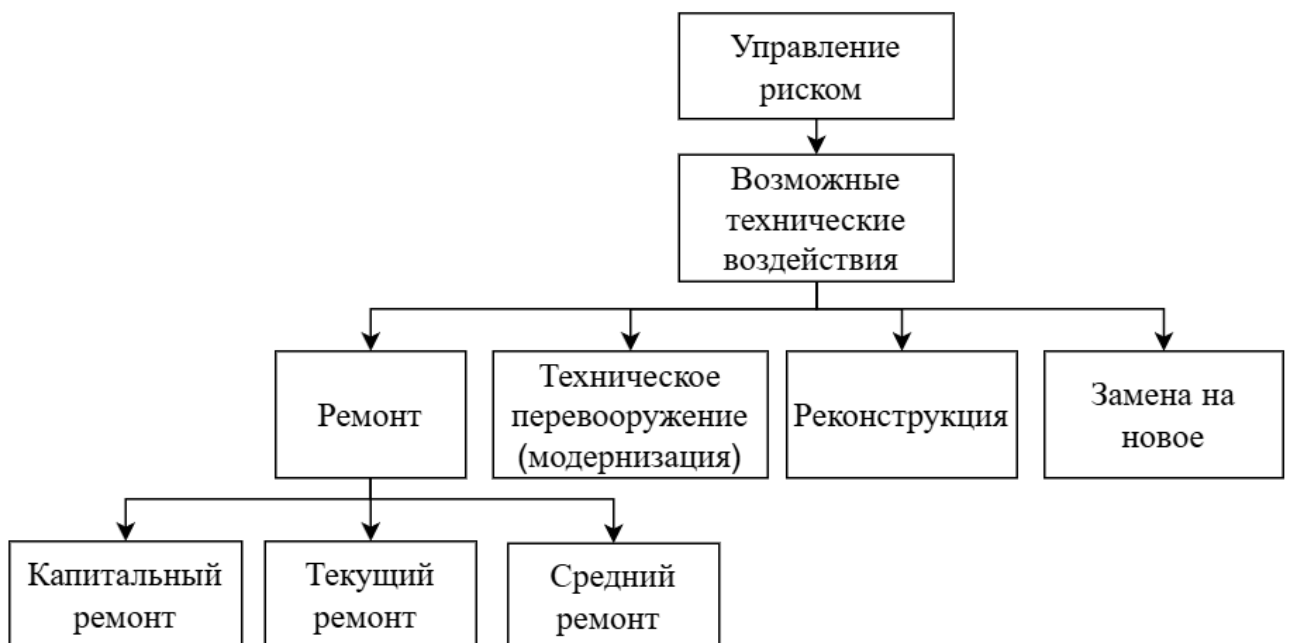 Управление
риском
Возможные
технические
воздействия
Ремонт
Техническое
перевооружение
(модернизация)
Реконструкция
Замена на
новое
Капитальный
ремонт
Текущий
ремонт
Средний
ремонт